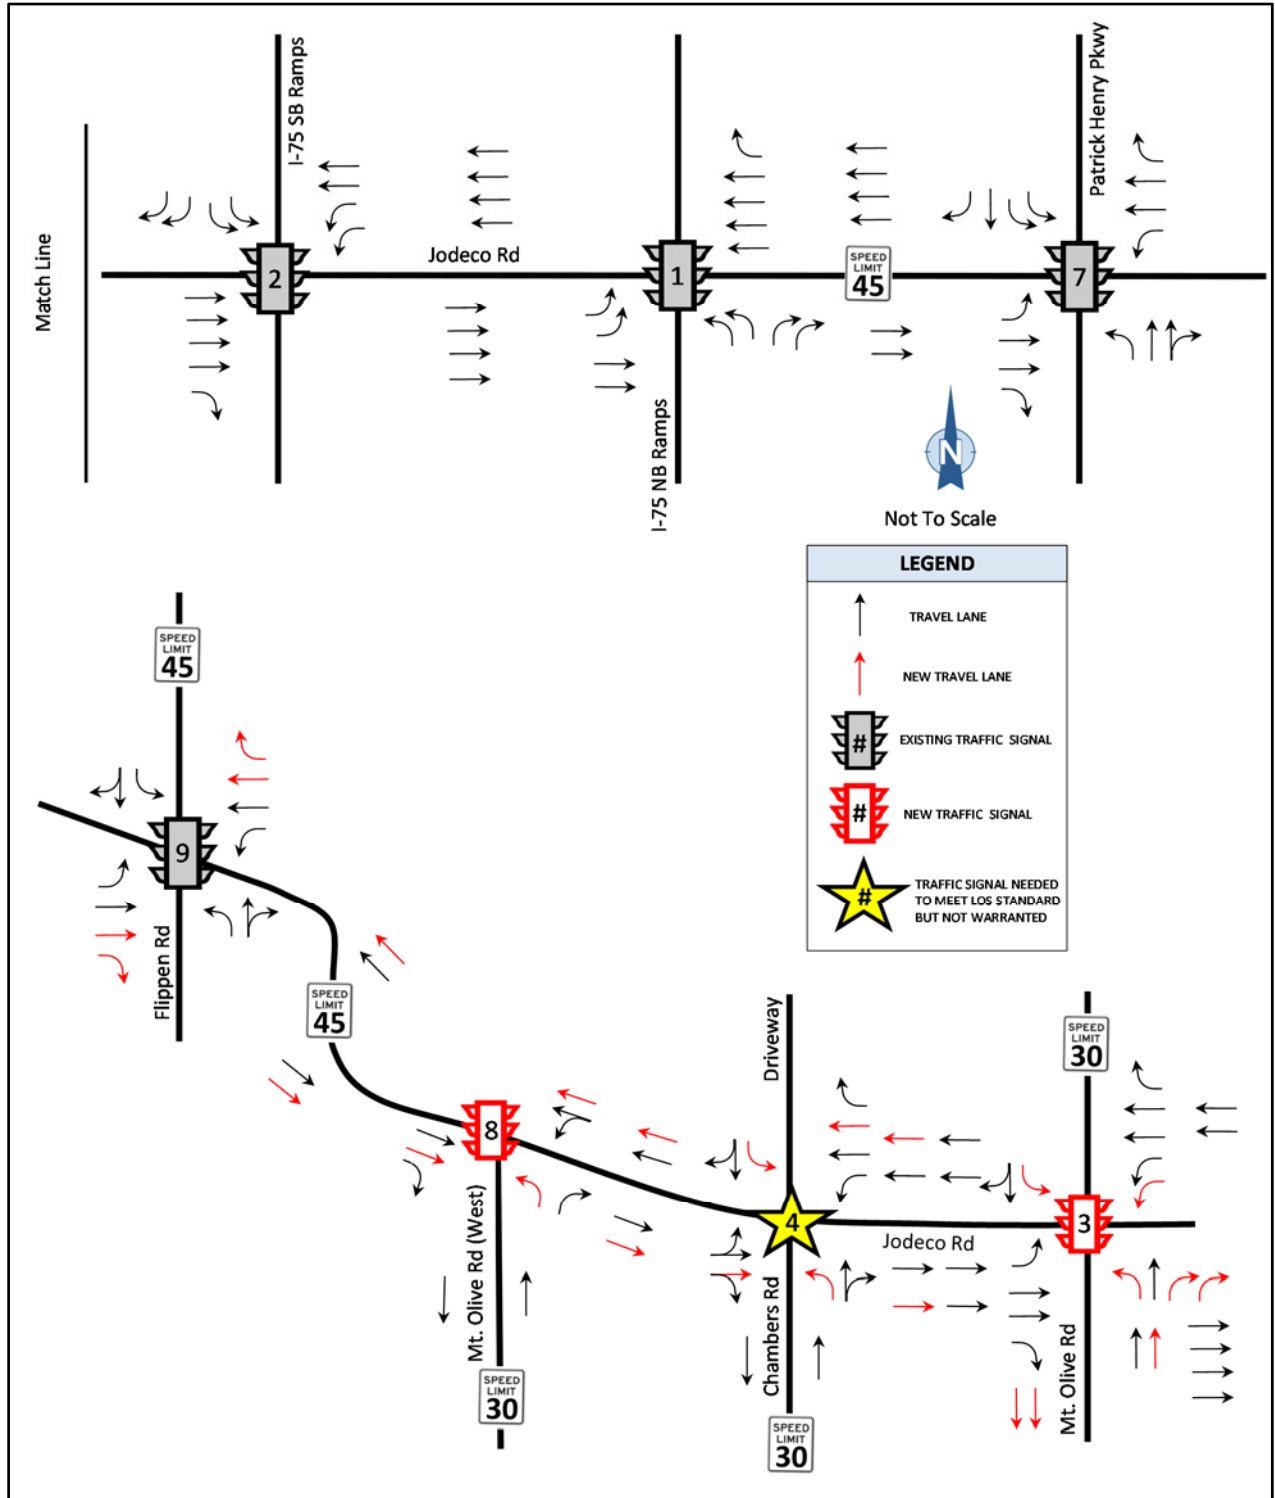 I-75 SB Ramps
Patrick Henry Pkwy
Match Line
Jodeco Rd
2
1
SPEED
LIMIT
45
7
I-75 NB Ramps
N
Not To Scale
LEGEND
TRAVEL LANE
NEW TRAVEL LANE
#
EXISTING TRAFFIC SIGNAL
#
NEW TRAFFIC SIGNAL
#
TRAFFIC SIGNAL NEEDED
TO MEET LOS STANDARD
BUT NOT WARRANTED
SPEED
LIMIT
45
9
Flippen Rd
SPEED
LIMIT
45
Driveway
SPEED
LIMIT
30
8
4
3
Jodeco Rd
Mt. Olive Rd (West)
Chambers Rd
Mt. Olive Rd
SPEED
LIMIT
30
SPEED
LIMIT
30